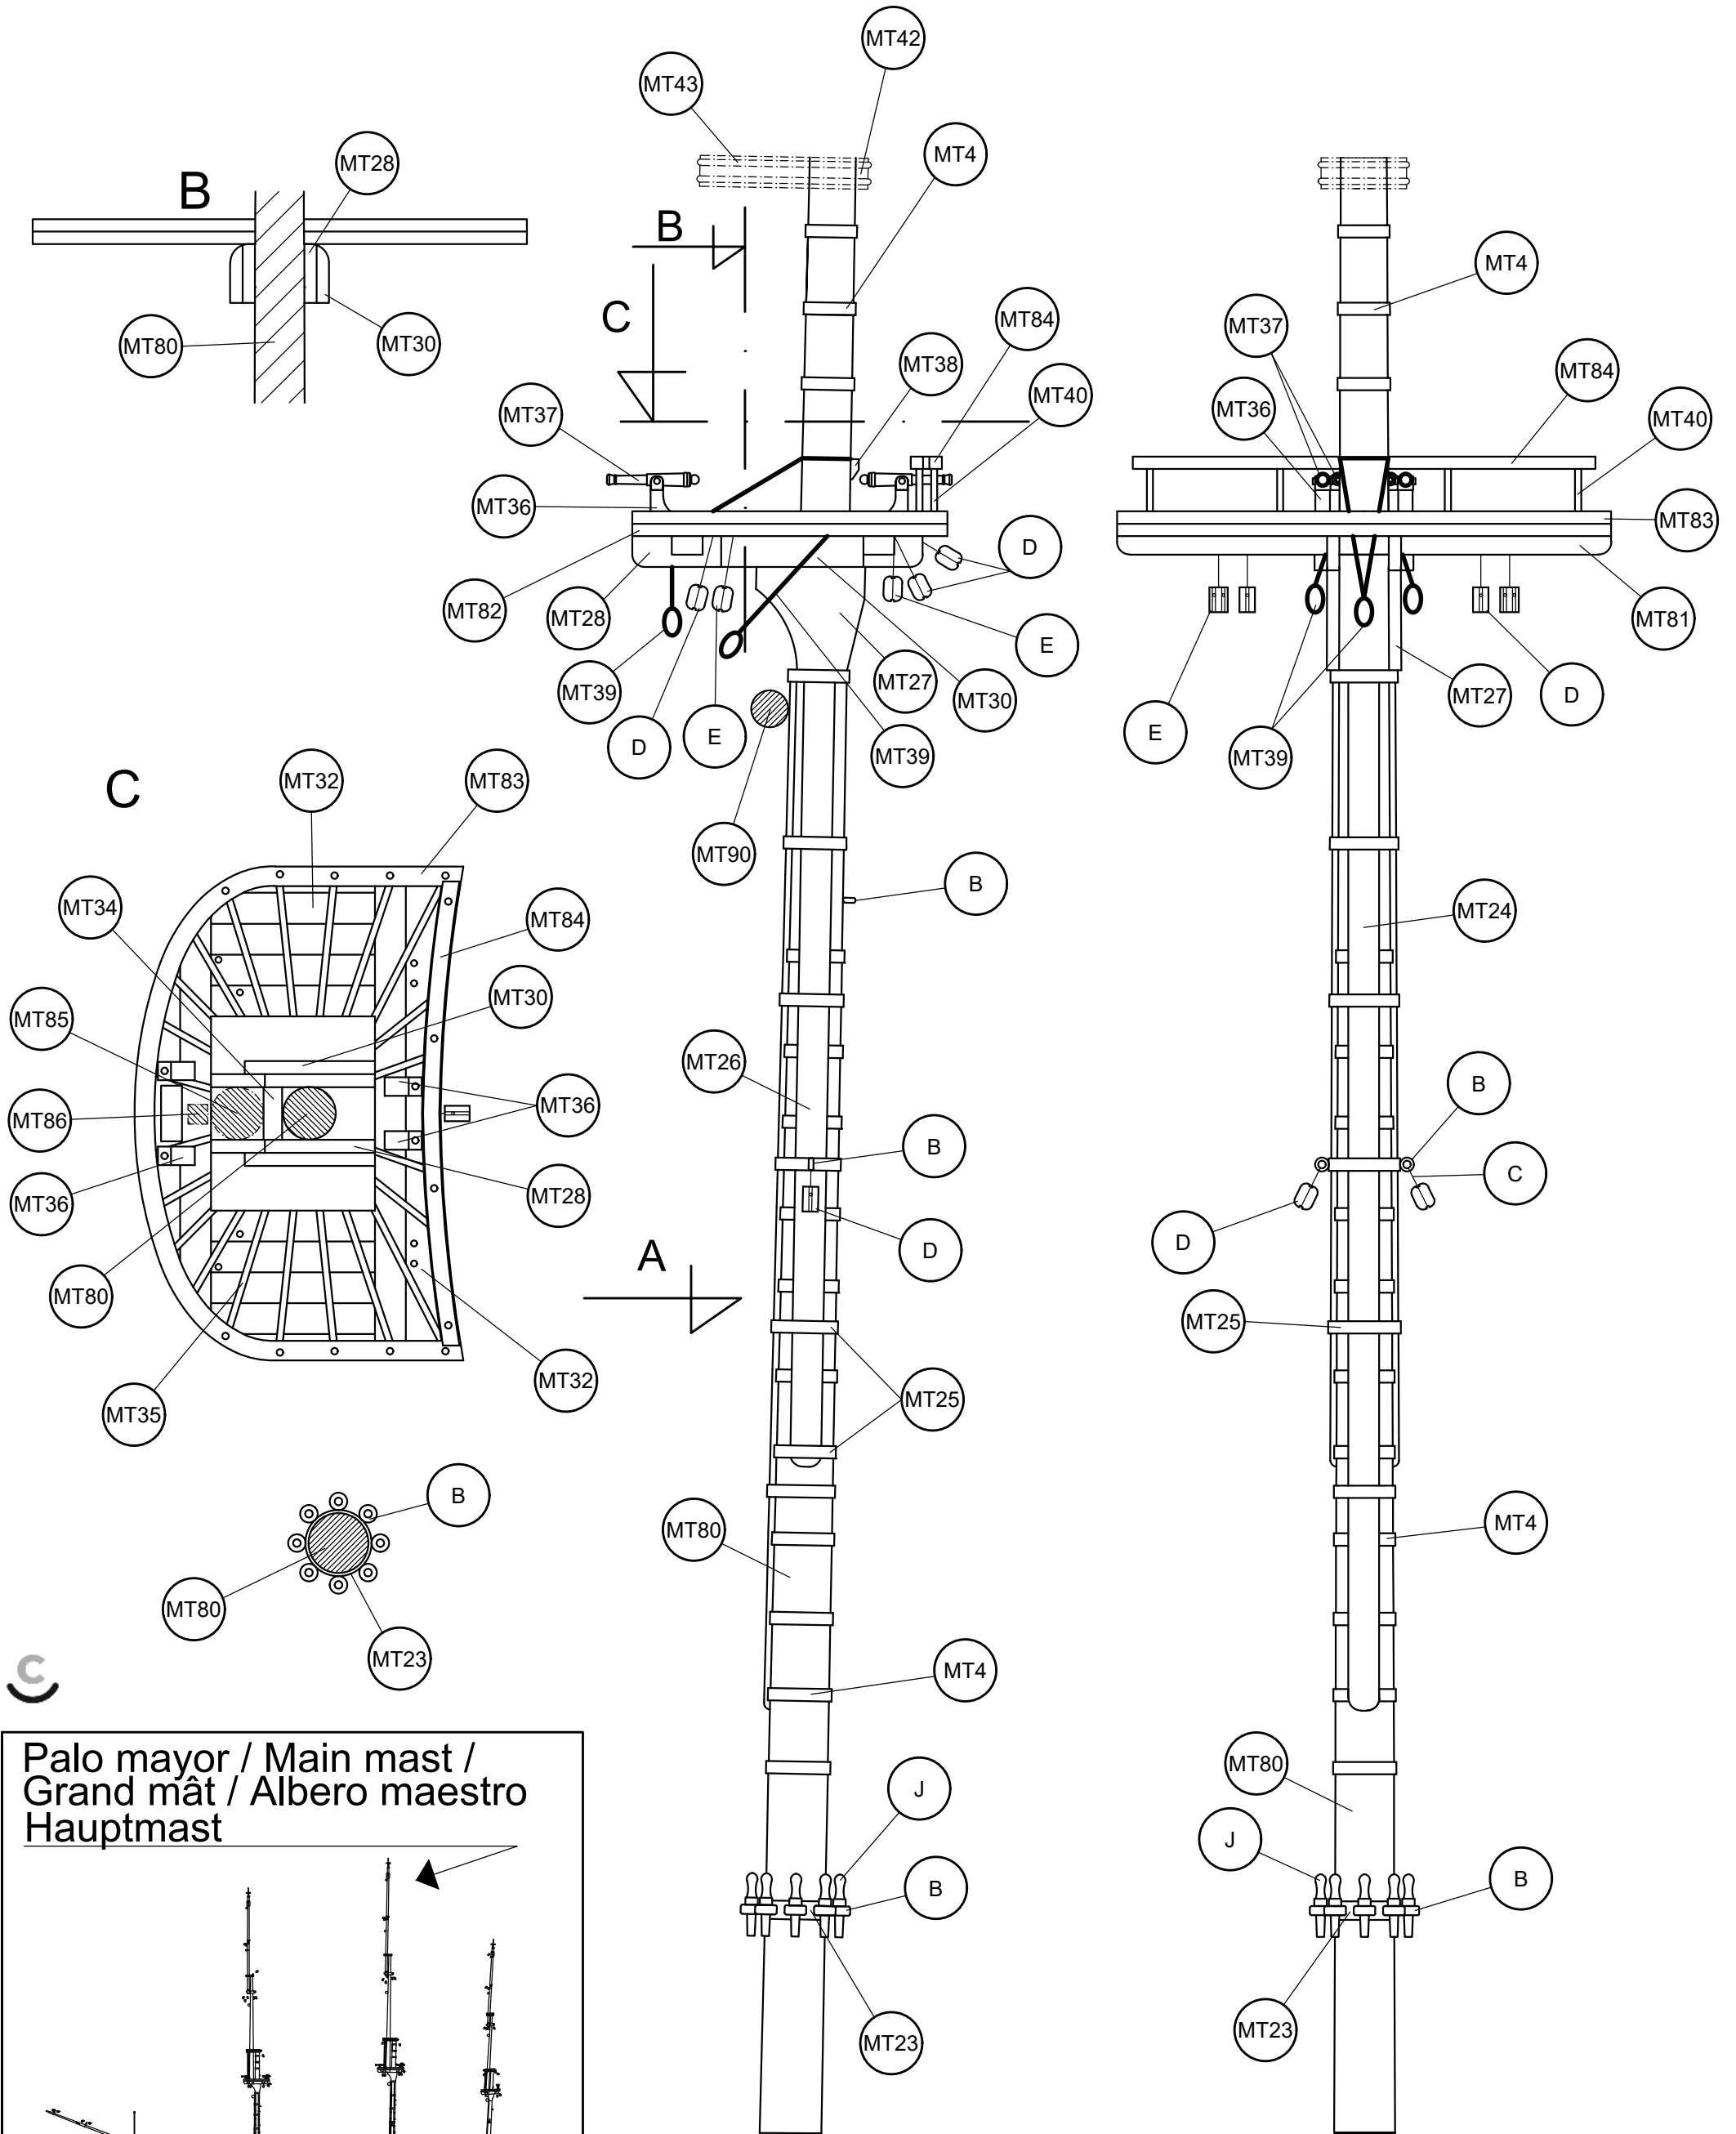 MT42
MT43
MT28
MT4
B
B
MT4
C
MT84
MT37
MT80
MT30
MT38
MT84
MT40
MT37
MT36
MT40
MT36
MT83
D
MT82
MT28
E
MT81
MT39
MT27
MT30
MT27
D
D
E
MT39
E
MT39
C
MT32
MT83
MT90
B
MT34
MT84
MT24
MT30
MT85
MT26
B
MT86
MT36
B
C
MT36
MT28
D
D
A
MT80
MT25
MT32
MT35
MT25
B
MT80
MT4
MT80
MT23
MT4
C
Palo mayor / Main mast /
Grand mât / Albero maestro
Hauptmast
MT80
J
J
B
B
MT23
MT23